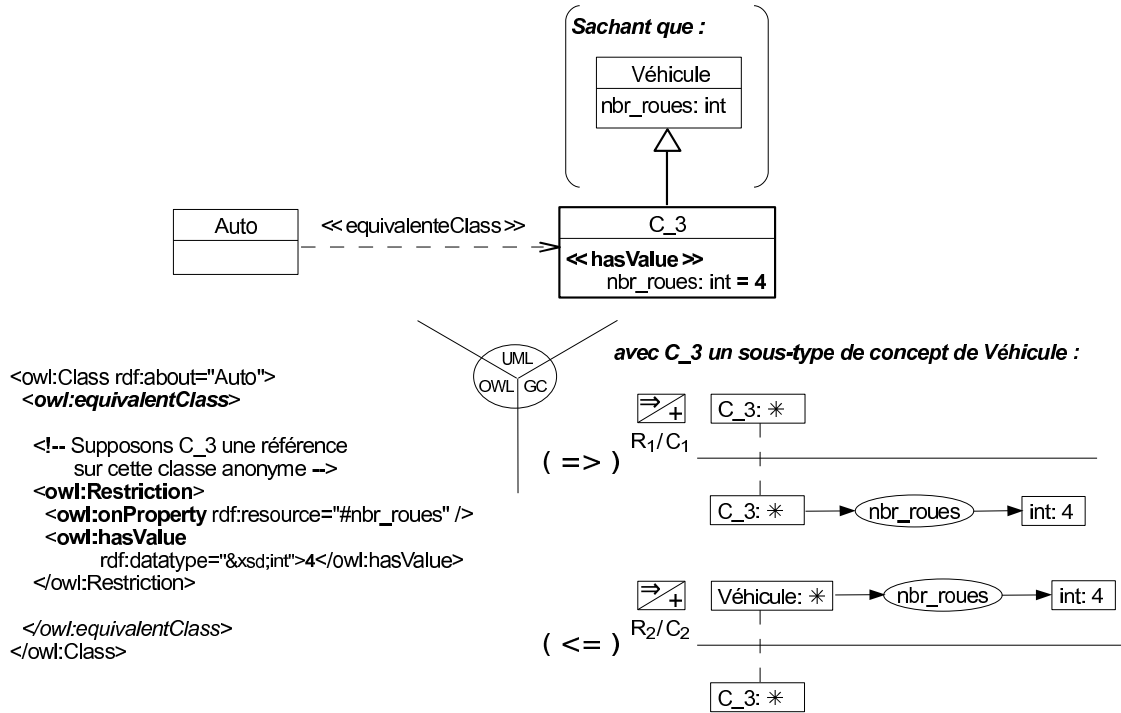 Sachant que :
Véhicule
nbr_roues: int
Auto
<< equivalenteClass >>
C_3
<< hasValue >>
nbr_roues: int = 4
UML
OWL GC
<owl:Class rdf:about="Auto">
<owl:equivalentClass>
<!-- Supposons C_3 une référence
sur cette classe anonyme -->
<owl:Restriction>
<owl:onProperty rdf:resource="#nbr_roues" />
<owl:hasValue
rdf:datatype="&xsd;int">4</owl:hasValue>
</owl:Restriction>
</owl:equivalentClass>
</owl:Class>
avec C_3 un sous-type de concept de Véhicule :
( => )
⇒/+
R1/C1
C_3: ✳
C_3: ✳
nbr_roues
int: 4
( <= )
⇒/+
R2/C2
Véhicule: ✳
nbr_roues
int: 4
C_3: ✳